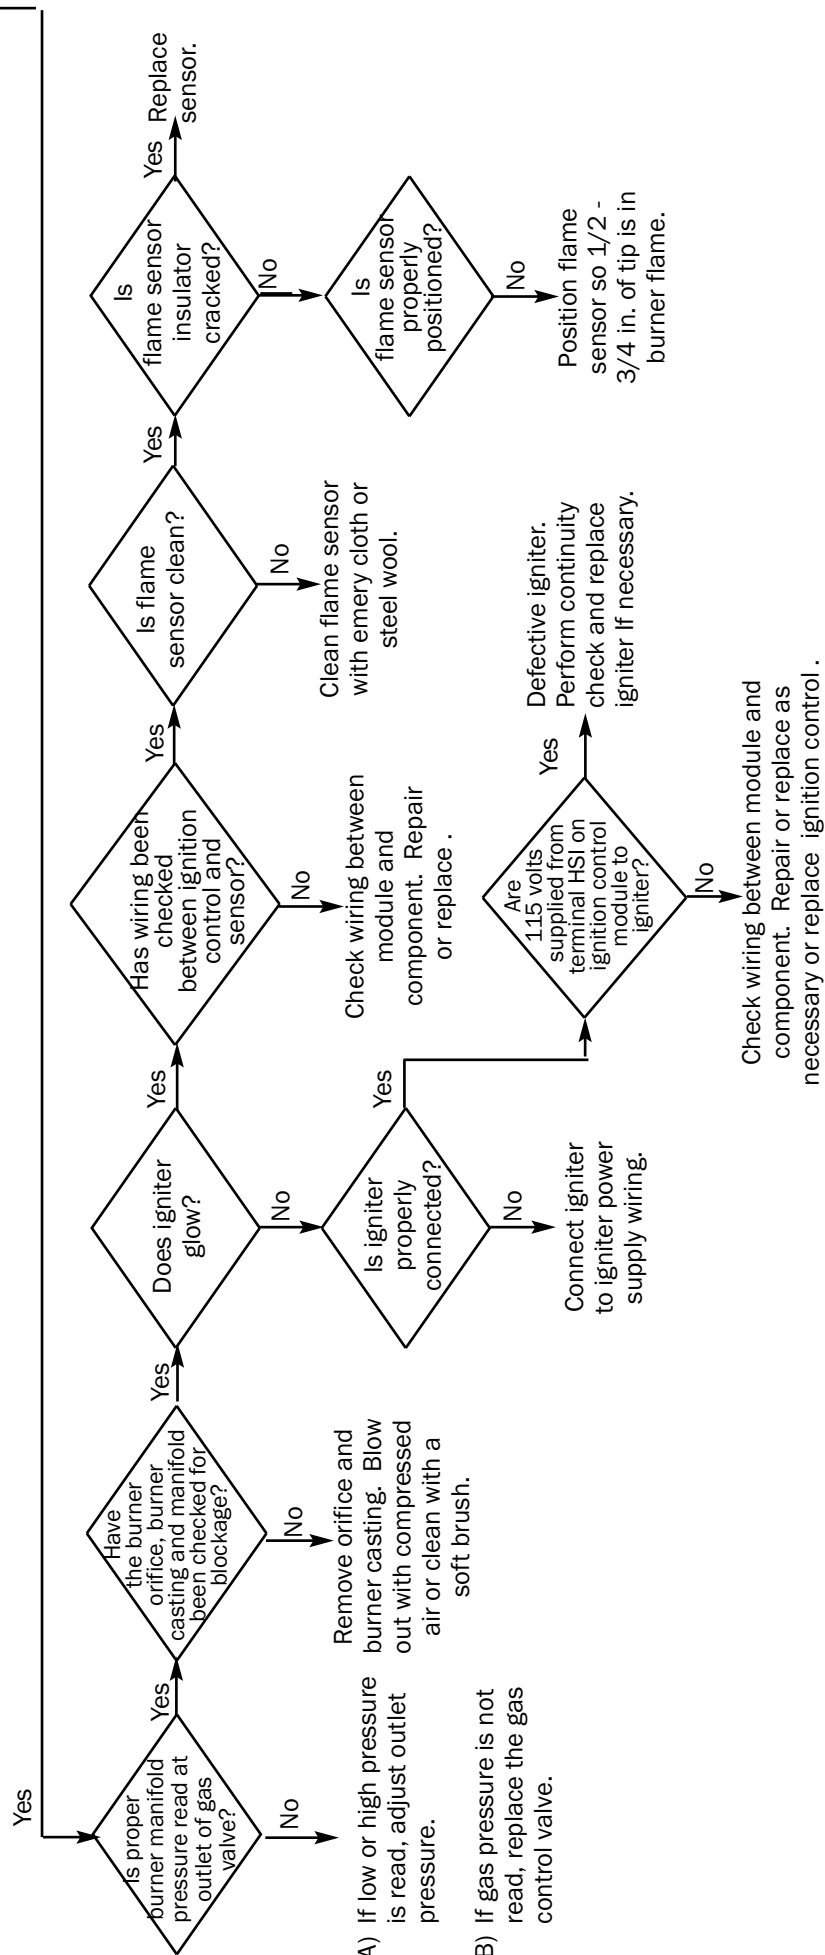 Yes
Is proper
burner manifold
pressure read at
outlet of gas
valve?
No
A) If low or high pressure
is read, adjust outlet
pressure.
B) If gas pressure is not
read, replace the gas
control valve.
Yes
Have
the burner
orifice, burner
casting and manifold
been checked for
blockage?
No
Remove orifice and
burner casting. Blow
out with compressed
air or clean with a
soft brush.
Yes
Does igniter
glow?
No
Is igniter
properly
connected?
No
Connect igniter
to igniter power
supply wiring.
Yes
Are
115 volts
supplied from
terminal HSI on
ignition control
module to
igniter?
Yes
Defective igniter.
Perform continuity
check and replace
igniter If necessary.
No
Check wiring between module and
component. Repair or replace as
necessary or replace ignition control .
Yes
Has wiring been
checked
between ignition
control and
sensor?
No
Check wiring between
module and
component. Repair
or replace .
Yes
Is flame
sensor clean?
No
Clean flame sensor
with emery cloth or
steel wool.
Yes
Is
flame sensor
insulator
cracked?
Yes
Replace
sensor.
No
Is
flame sensor
properly
positioned?
No
Position flame
sensor so 1/2 -
3/4 in. of tip is in
burner flame.